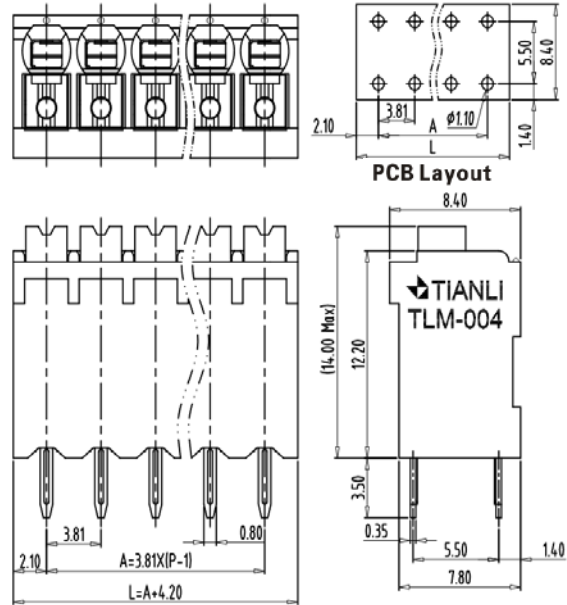 5.50
8.40
3.81
ø1.10
2.10
A
1.40
L
PCB Layout
8.40
TIANLI
TLM-004
(14.00 Max)
12.20
3.50
3.81
0.80
0.35
2.10
A=3.81X(P-1)
5.50
1.40
L=A+4.20
7.80